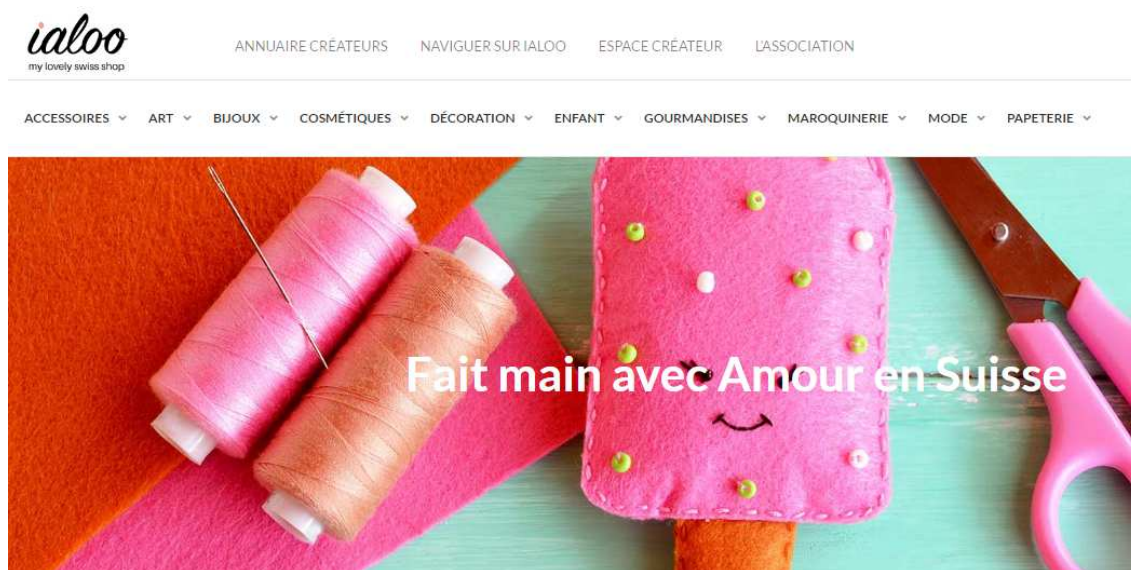 ialoo
my lovely swiss shop
ANNUAIRE CRÉATEURS NAVIGUER SUR IALOO ESPACE CRÉATEUR L'ASSOCIATION
ACCESSOIRES ART BIJOUX COSMÉTIQUES DÉCORATION ENFANT GOURMANDISES MAROQUINERIE MODE PAPETERIE
Fait main avec Amour en Suisse